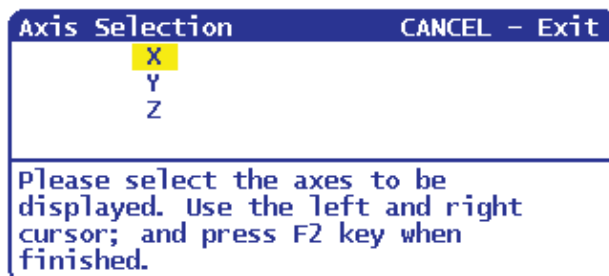 Axis Selection CANCEL - Exit
X
Y
Z
Please select the axes to be
displayed. Use the left and right
cursor; and press F2 key when
finished.